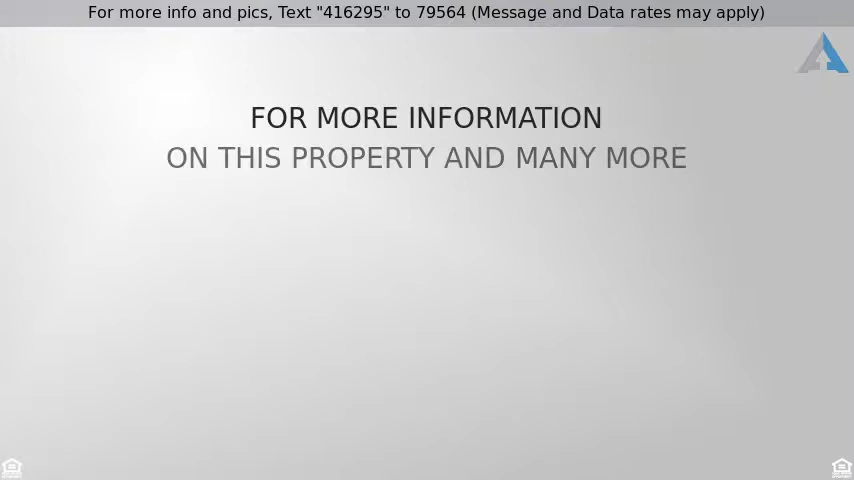 For more info and pics, Text "416295" to 79564 (Message and Data rates may apply)
FOR MORE INFORMATION
ON THIS PROPERTY AND MANY MORE